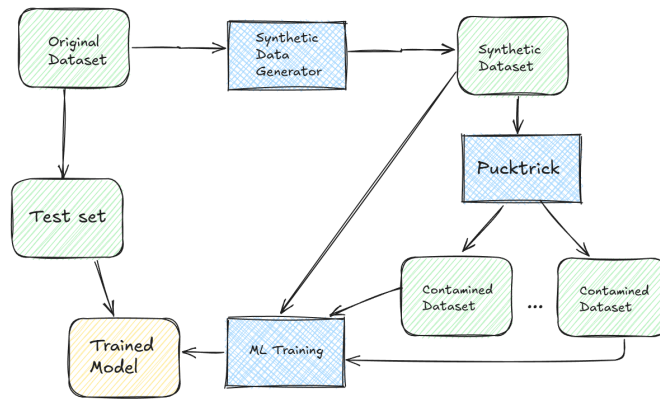 Original
Dataset
Synthetic
Data
Generator
Synthetic
Dataset
Pucktrick
Test set
Contamined
Dataset
...
Contamined
Dataset
Trained
Model
ML Training